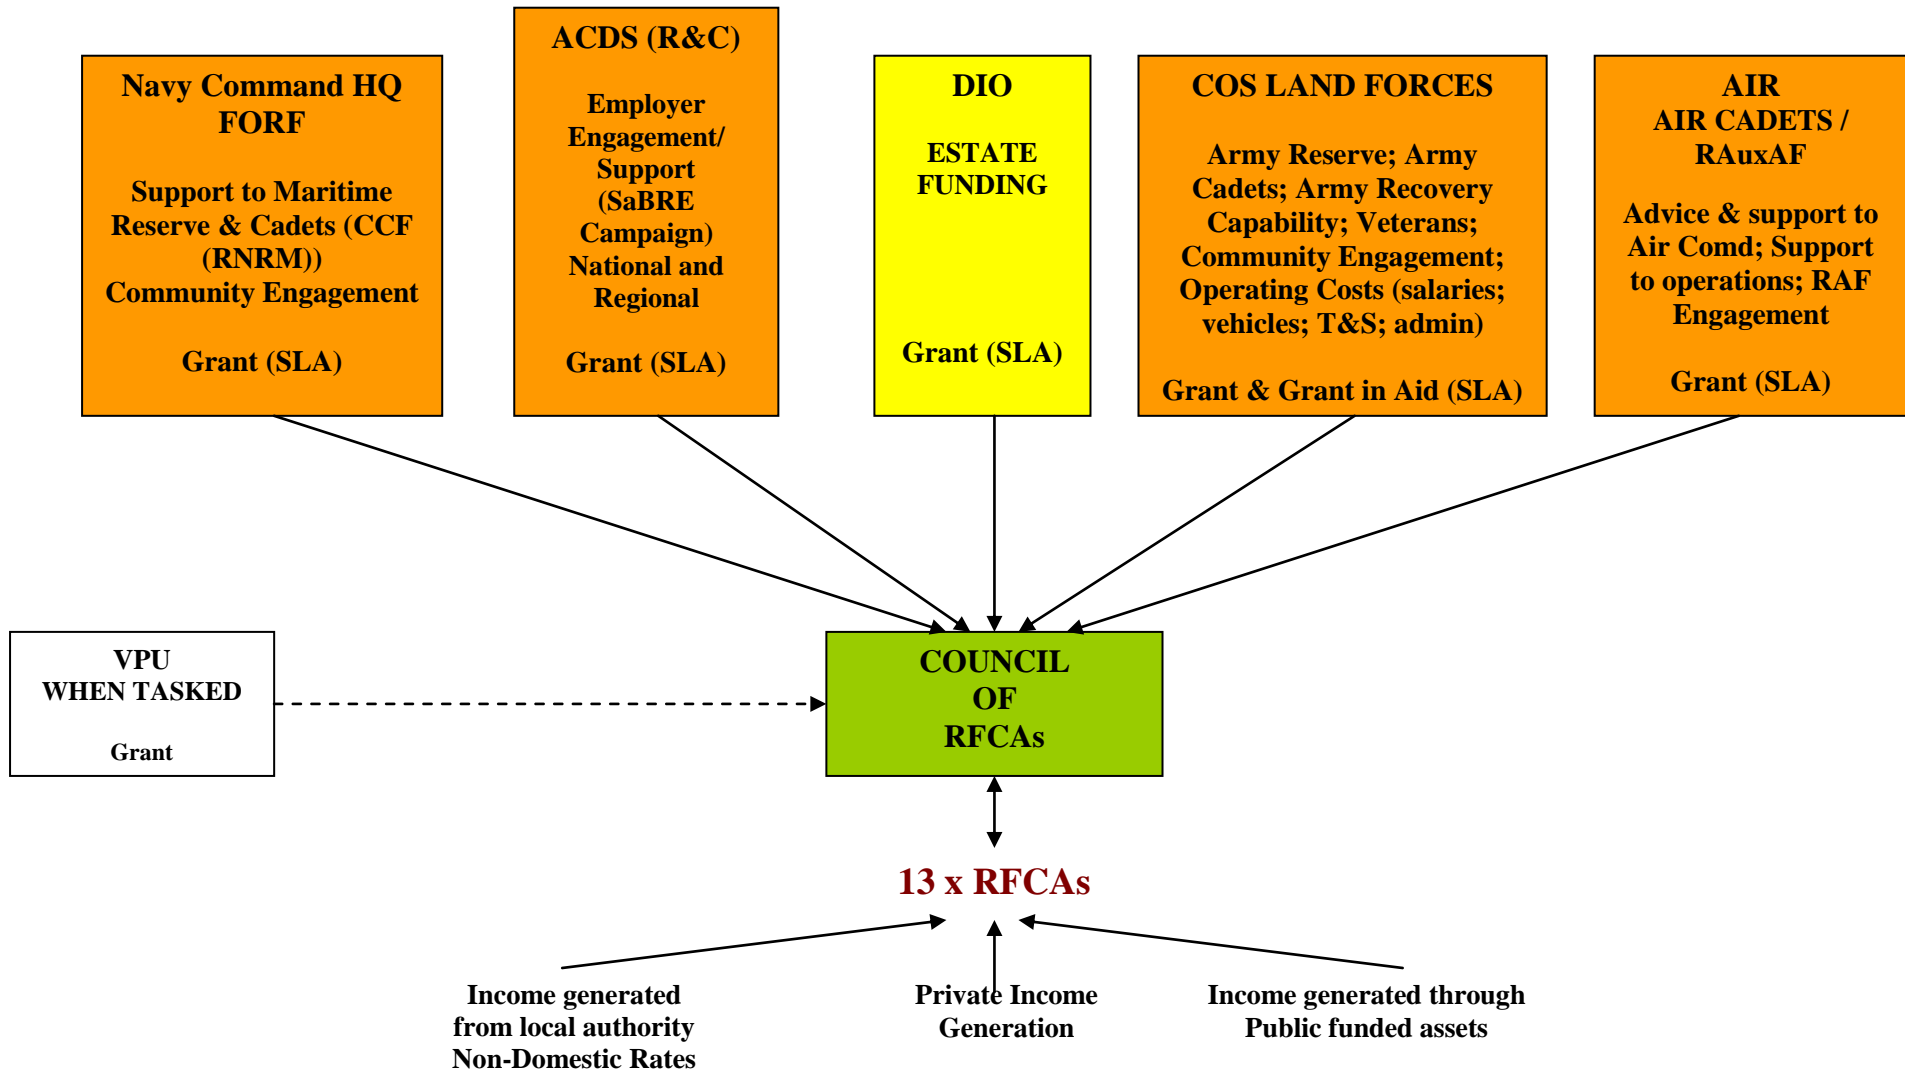 Navy Command HQ
FORF
Support to Maritime
Reserve & Cadets (CCF
(RNRM))
Community Engagement
Grant (SLA)
ACDS (R&C)
Employer
Engagement/
Support
(SaBRE
Campaign)
National and
Regional
Grant (SLA)
DIO
ESTATE
FUNDING
Grant (SLA)
COS LAND FORCES
Army Reserve; Army
Cadets; Army Recovery
Capability; Veterans;
Community Engagement;
Operating Costs (salaries;
vehicles; T&S; admin)
Grant & Grant in Aid (SLA)
AIR
AIR CADETS /
RAuxAF
Advice & support to
Air Comd; Support
to operations; RAF
Engagement
Grant (SLA)
VPU
WHEN TASKED
Grant
COUNCIL
OF
RFCAs
13 x RFCAs
Income generated
from local authority
Non-Domestic Rates
Private Income
Generation
Income generated through
Public funded assets